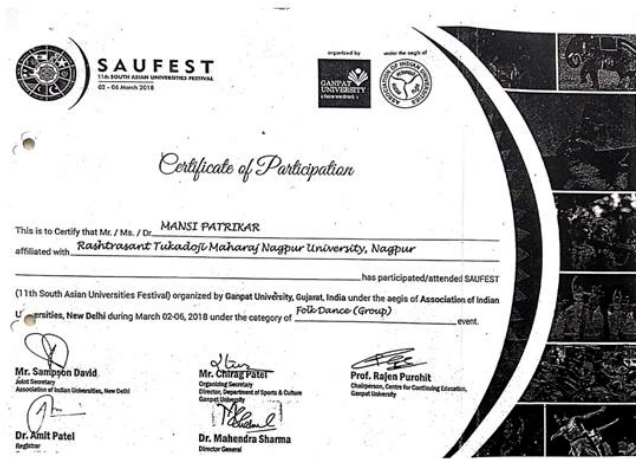 SAUFEST
11th SOUTH ASIAN UNIVERSITIES FESTIVAL
02 - 06 March 2018
organized by
under the aegis of
GANPAT
UNIVERSITY
ASSOCIATION OF INDIAN UNIVERSITIES
Certificate of Participation
This is to Certify that Mr. / Ms. / Dr. MANSI PATRIKAR
affiliated with Rashtrasant Tukadoji Maharaj Nagpur University, Nagpur
has participated/attended SAUFEST
(11th South Asian Universities Festival) organized by Ganpat University, Gujarat, India under the aegis of Association of Indian
ersities, New Delhi during March 02-06, 2018 under the category of Folk Dance (Group) event.
Mr. Sampson David
Joint Secretary
Association of Indian Universities, New Delhi
Mr. Chirag Patel
Organizing Secretary
Director, Department of Sports & Culture
Ganpat University
Prof. Rajen Purohit
Chairperson, Centre for Continuing Education,
Ganpat University
Dr. Amit Patel
Registrar
Dr. Mahendra Sharma
Director General